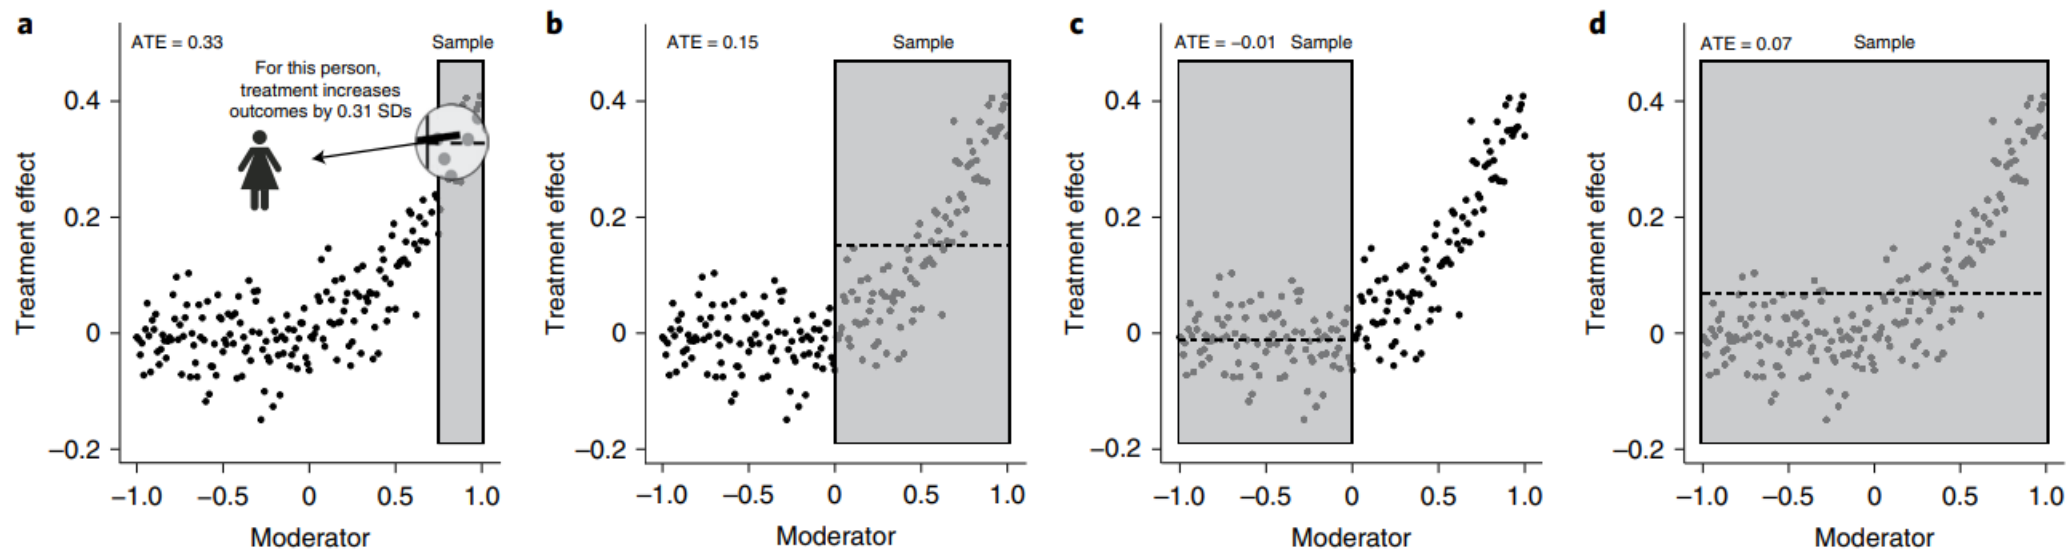 a
ATE = 0.33
Sample
For this person,
treatment increases
outcomes by 0.31 SDs
0.4
0.2
0
−0.2
Treatment effect
−1.0 −0.5 0 0.5 1.0
Moderator
b
ATE = 0.15
Sample
0.4
0.2
0
−0.2
Treatment effect
−1.0 −0.5 0 0.5 1.0
Moderator
c
ATE = −0.01 Sample
0.4
0.2
0
−0.2
Treatment effect
−1.0 −0.5 0 0.5 1.0
Moderator
d
ATE = 0.07
Sample
0.4
0.2
0
−0.2
Treatment effect
−1.0 −0.5 0 0.5 1.0
Moderator